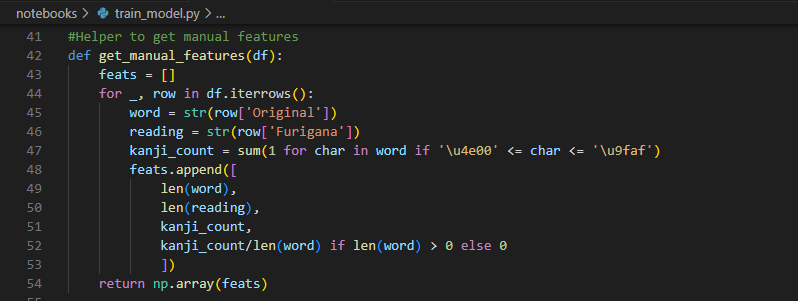 notebooks > train_model.py > ...
41 #Helper to get manual features
42 def get_manual_features(df):
43     feats = []
44     for _, row in df.iterrows():
45         word = str(row['Original'])
46         reading = str(row['Furigana'])
47         kanji_count = sum(1 for char in word if '\u4e00' <= char <= '\u9faf')
48         feats.append([
49             len(word),
50             len(reading),
51             kanji_count,
52             kanji_count/len(word) if len(word) > 0 else 0
53             ])
54     return np.array(feats)